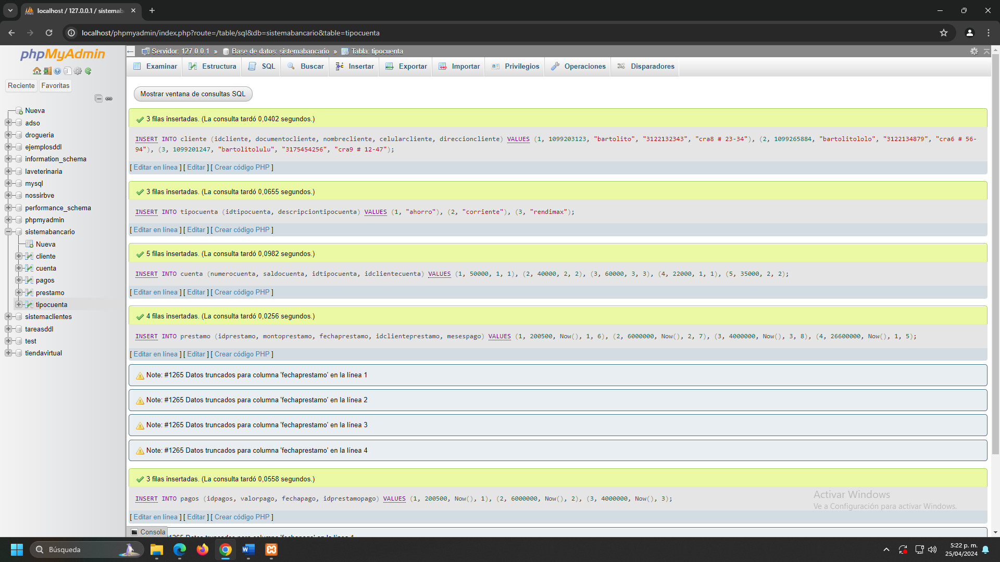 localhost / 127.0.0.1 / sistemab
localhost/phpmyadmin/index.php?route=/table/sql&db=sistemabancario&table=tipocuenta
phpMyAdmin
Reciente Favoritas
Nueva
adso
drogueria
ejemplosddl
information_schema
laveterinaria
mysql
nossirbve
performance_schema
phpmyadmin
sistemabancario
Nueva
cliente
cuenta
pagos
prestamo
tipocuenta
sistemaclientes
tareasddl
test
tiendavirtual
Servidor: 127.0.0.1 » Base de datos: sistemabancario » Tabla: tipocuenta
Examinar Estructura SQL Buscar Insertar Exportar Importar Privilegios Operaciones Disparadores
Mostrar ventana de consultas SQL
3 filas insertadas. (La consulta tardó 0,0402 segundos.)
INSERT INTO cliente (idcliente, documentocliente, nombrecliente, celularcliente, direccioncliente) VALUES (1, 1099203123, "bartolito", "3122132343", "cra8 # 23-34"), (2, 1099265884, "bartolitololo", "3122134879", "cra6 # 56-
94"), (3, 1099201247, "bartolitolulu", "3175454256", "cra9 # 12-47");
[ Editar en línea ] [ Editar ] [ Crear código PHP ]
3 filas insertadas. (La consulta tardó 0,0655 segundos.)
INSERT INTO tipocuenta (idtipocuenta, descripciontipocuenta) VALUES (1, "ahorro"), (2, "corriente"), (3, "rendimax");
[ Editar en línea ] [ Editar ] [ Crear código PHP ]
5 filas insertadas. (La consulta tardó 0,0982 segundos.)
INSERT INTO cuenta (numerocuenta, saldocuenta, idtipocuenta, idclientecuenta) VALUES (1, 50000, 1, 1), (2, 40000, 2, 2), (3, 60000, 3, 3), (4, 22000, 1, 1), (5, 35000, 2, 2);
[ Editar en línea ] [ Editar ] [ Crear código PHP ]
4 filas insertadas. (La consulta tardó 0,0256 segundos.)
INSERT INTO prestamo (idprestamo, montoprestamo, fechaprestamo, idclienteprestamo, mesespago) VALUES (1, 200500, Now(), 1, 6), (2, 6000000, Now(), 2, 7), (3, 4000000, Now(), 3, 8), (4, 26600000, Now(), 1, 5);
[ Editar en línea ] [ Editar ] [ Crear código PHP ]
Note: #1265 Datos truncados para columna 'fechaprestamo' en la línea 1
Note: #1265 Datos truncados para columna 'fechaprestamo' en la línea 2
Note: #1265 Datos truncados para columna 'fechaprestamo' en la línea 3
Note: #1265 Datos truncados para columna 'fechaprestamo' en la línea 4
3 filas insertadas. (La consulta tardó 0,0558 segundos.)
INSERT INTO pagos (idpagos, valorpago, fechapago, idprestamopago) VALUES (1, 200500, Now(), 1), (2, 6000000, Now(), 2), (3, 4000000, Now(), 3);
[ Editar en línea ] [ Editar ] [ Crear código PHP ]
Activar Windows
Ve a Configuración para activar Windows.
Consola
#1265 Datos truncados para columna 'fechapago' en la línea 1
Búsqueda
5:22 p. m.
25/04/2024